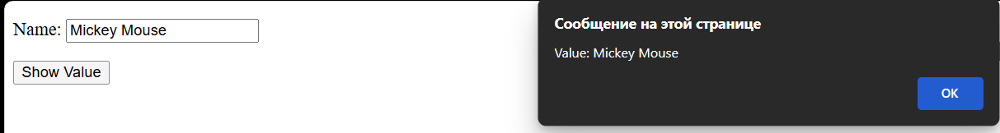 Name: Mickey Mouse
Show Value
Сообщение на этой странице
Value: Mickey Mouse
OK